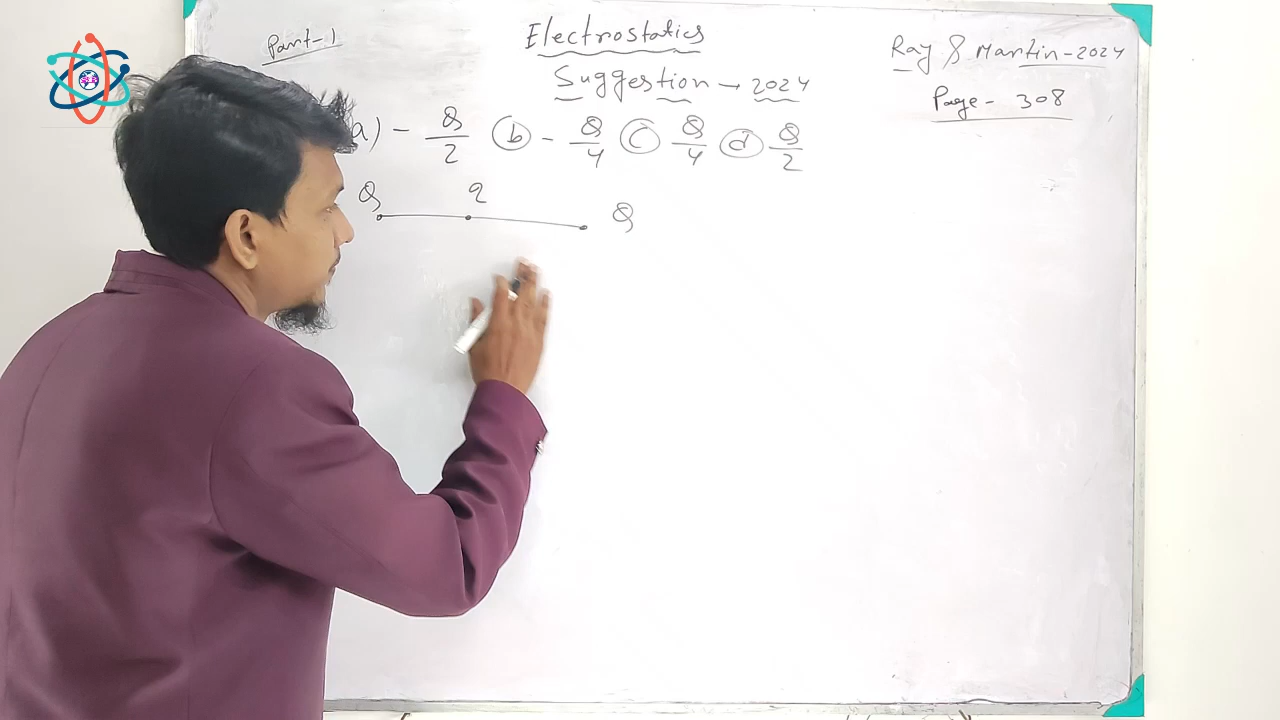 Part-1
Electrostatics
Ray & Martin-2024
Suggestion → 2024
Page - 308
a) - Q/2 (b) - Q/4 (c) Q/4 (d) Q/2
Q q Q